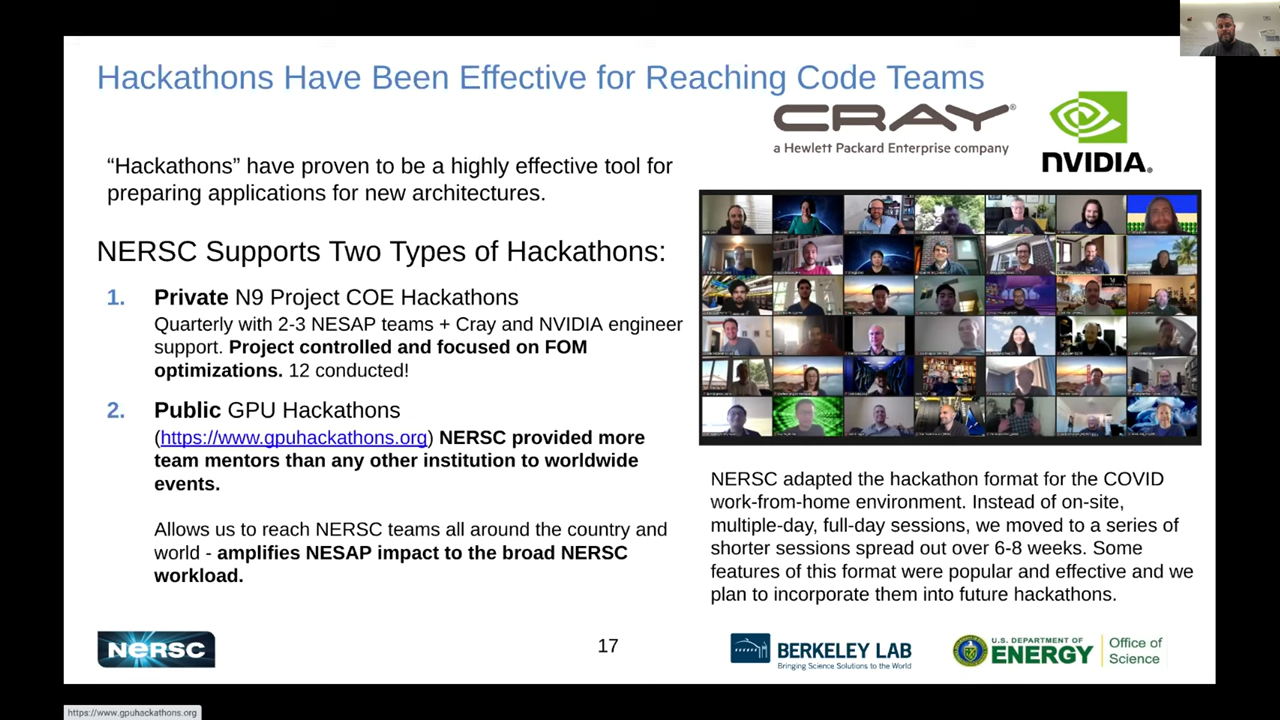 Hackathons Have Been Effective for Reaching Code Teams
CRAY®
a Hewlett Packard Enterprise company
NVIDIA.
“Hackathons” have proven to be a highly effective tool for
preparing applications for new architectures.
NERSC Supports Two Types of Hackathons:
1. Private N9 Project COE Hackathons
Quarterly with 2-3 NESAP teams + Cray and NVIDIA engineer
support. Project controlled and focused on FOM
optimizations. 12 conducted!
2. Public GPU Hackathons
(https://www.gpuhackathons.org) NERSC provided more
team mentors than any other institution to worldwide
events.
Allows us to reach NERSC teams all around the country and
world - amplifies NESAP impact to the broad NERSC
workload.
NERSC adapted the hackathon format for the COVID
work-from-home environment. Instead of on-site,
multiple-day, full-day sessions, we moved to a series of
shorter sessions spread out over 6-8 weeks. Some
features of this format were popular and effective and we
plan to incorporate them into future hackathons.
NERSC
17
BERKELEY LAB
Bringing Science Solutions to the World
U.S. DEPARTMENT OF
ENERGY
Office of
Science
https://www.gpuhackathons.org